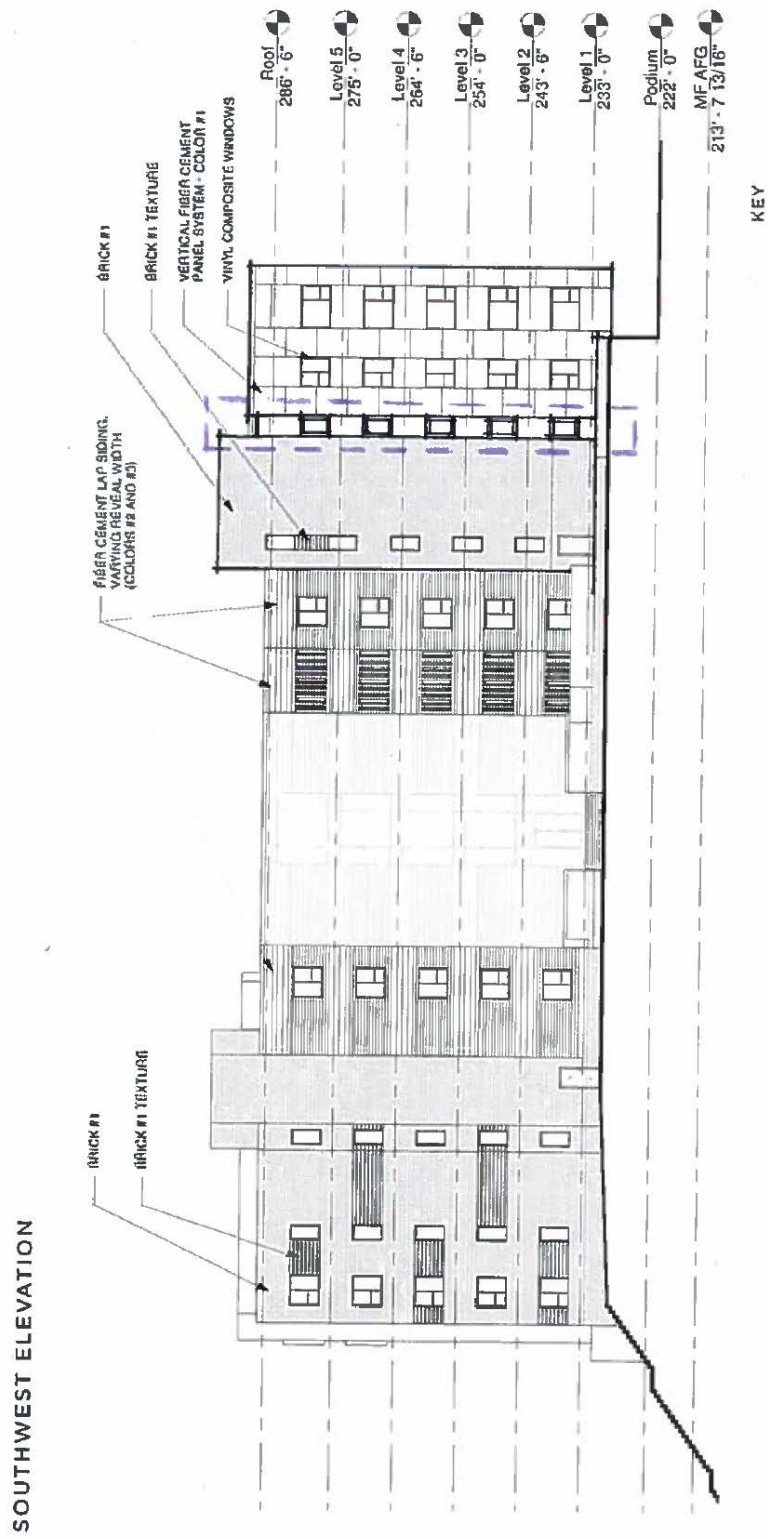 SOUTHWEST ELEVATION
BRICK #1
BRICK #1 TEXTURE
FIBER CEMENT LAP SIDING,
VARYING REVEAL WIDTH
(COLORS #2 AND #3)
BRICK #1
BRICK #1 TEXTURE
VERTICAL FIBER CEMENT
PANEL SYSTEM - COLOR #1
VINYL COMPOSITE WINDOWS
Roof
286' - 6"
Level 5
275' - 0"
Level 4
264' - 6"
Level 3
254' - 0"
Level 2
243' - 6"
Level 1
233' - 0"
Podium
222' - 0"
MF AFG
213' - 7 13/16"
KEY